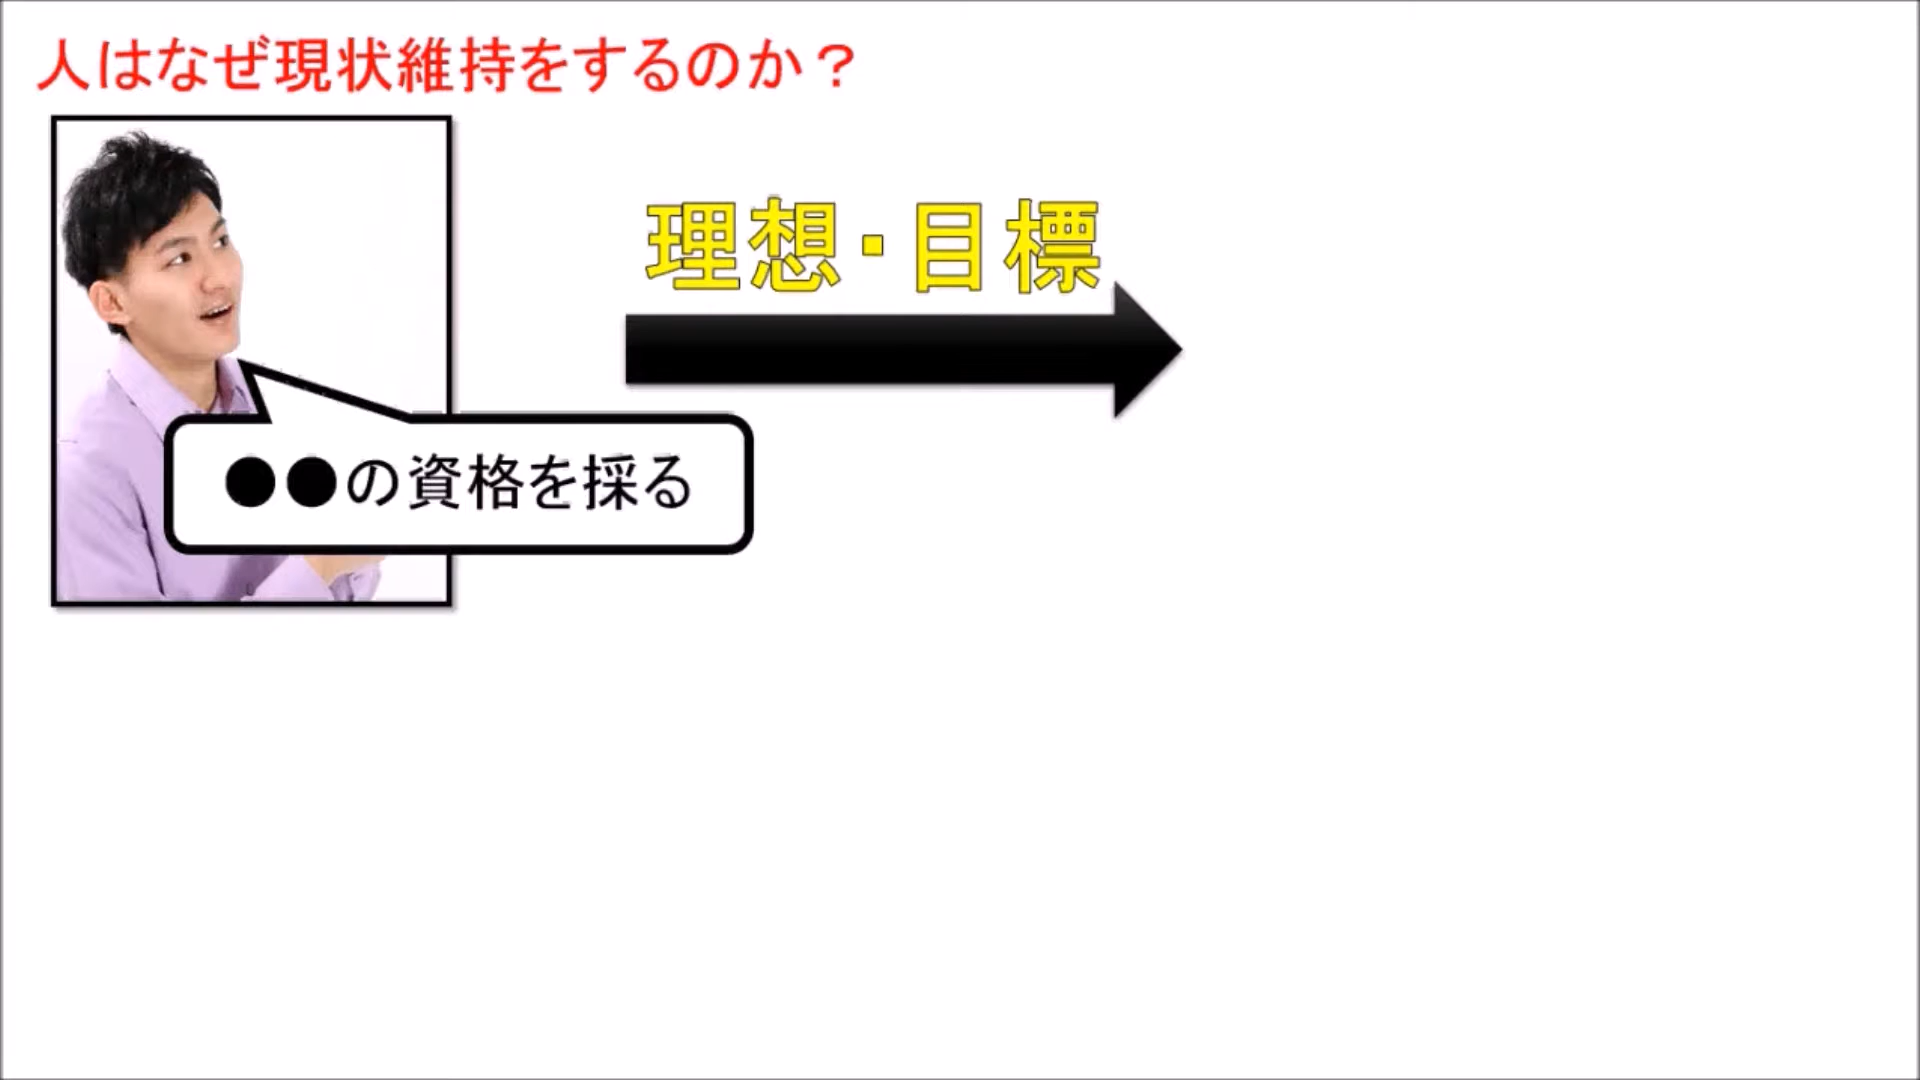 人はなぜ現状維持をするのか？
理想・目標
●●の資格を採る